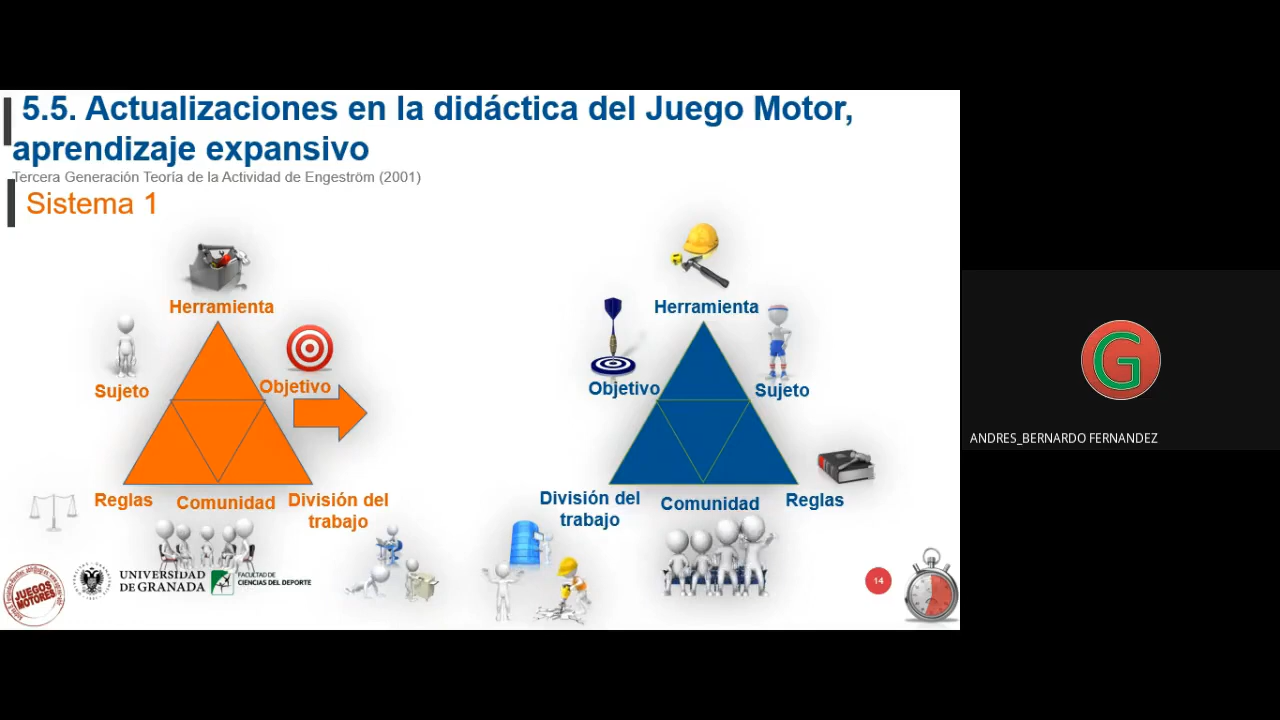 5.5. Actualizaciones en la didáctica del Juego Motor,
aprendizaje expansivo
Tercera Generación Teoría de la Actividad de Engeström (2001)
Sistema 1
Herramienta
Sujeto
Objetivo
Reglas
Comunidad
División del
trabajo
Herramienta
Objetivo
Sujeto
División del
trabajo
Comunidad
Reglas
JUEGOS
MOTORES
UNIVERSIDAD
DE GRANADA
FACULTAD DE
CIENCIAS DEL DEPORTE
14
G
ANDRES_BERNARDO FERNANDEZ